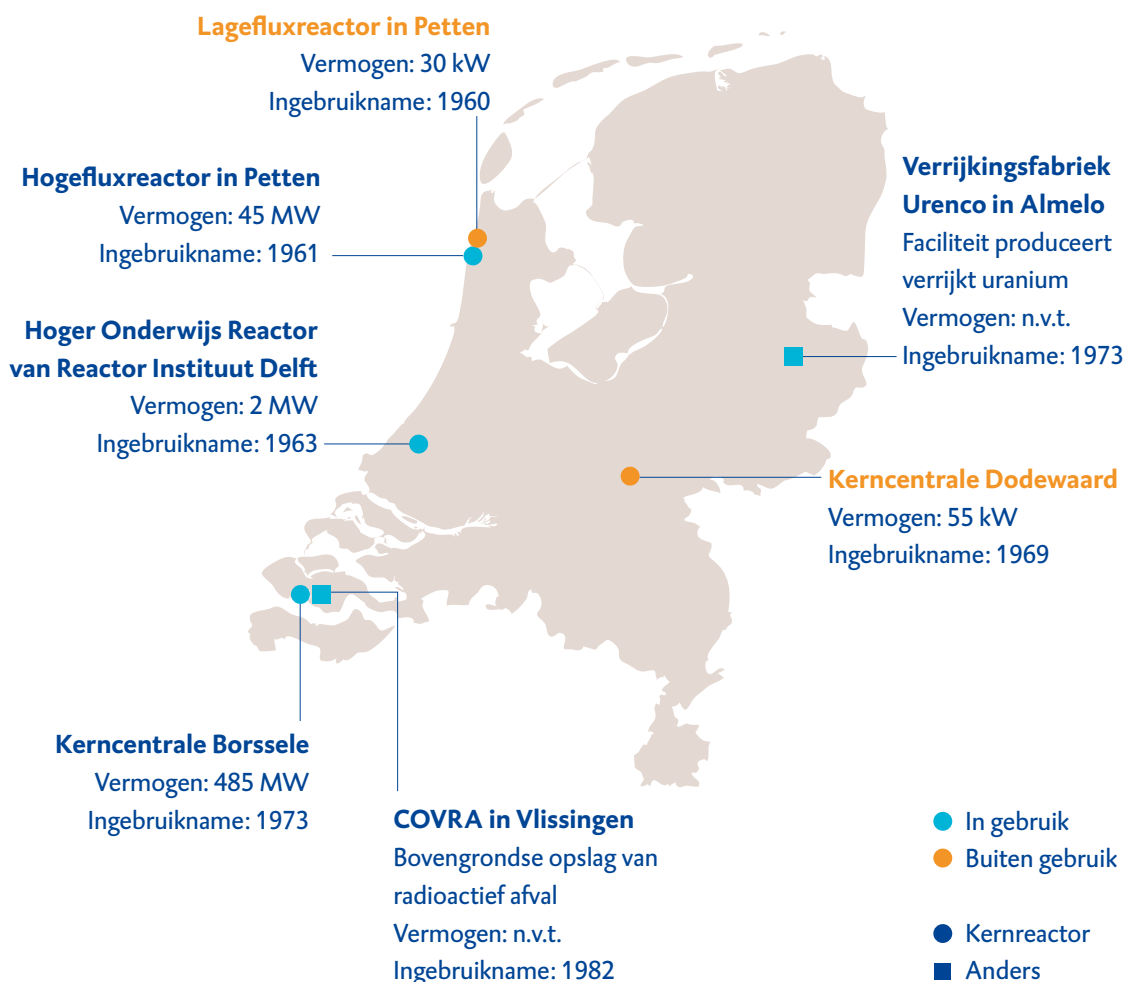 Lagefluxreactor in Petten
Vermogen: 30 kW
Ingebruikname: 1960
Hogefluxreactor in Petten
Vermogen: 45 MW
Ingebruikname: 1961
Hoger Onderwijs Reactor
van Reactor Instituut Delft
Vermogen: 2 MW
Ingebruikname: 1963
Verrijkingsfabriek
Urenco in Almelo
Faciliteit produceert
verrijkt uranium
Vermogen: n.v.t.
Ingebruikname: 1973
Kerncentrale Dodewaard
Vermogen: 55 kW
Ingebruikname: 1969
Kerncentrale Borssele
Vermogen: 485 MW
Ingebruikname: 1973
COVRA in Vlissingen
Bovengrondse opslag van
radioactief afval
Vermogen: n.v.t.
Ingebruikname: 1982
In gebruik
Buiten gebruik
Kernreactor
Anders